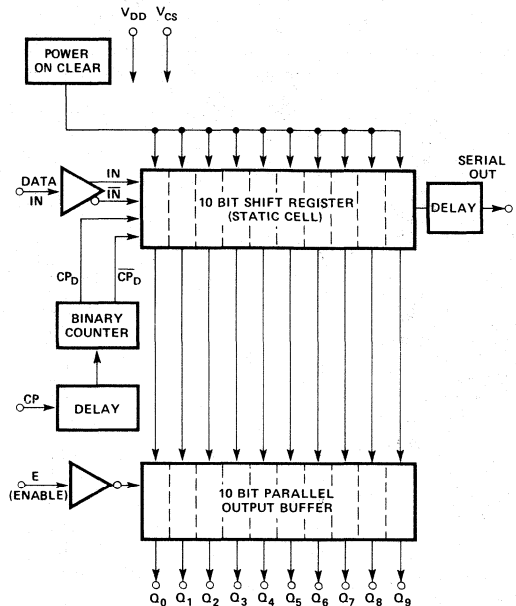 V_DD V_CS
POWER
ON CLEAR
DATA
IN
IN
I̅N̅
10 BIT SHIFT REGISTER
(STATIC CELL)
SERIAL
OUT
DELAY
CP_D
C̅P̅_D
BINARY
COUNTER
CP
DELAY
E
(ENABLE)
10 BIT PARALLEL
OUTPUT BUFFER
Q₀ Q₁ Q₂ Q₃ Q₄ Q₅ Q₆ Q₇ Q₈ Q₉